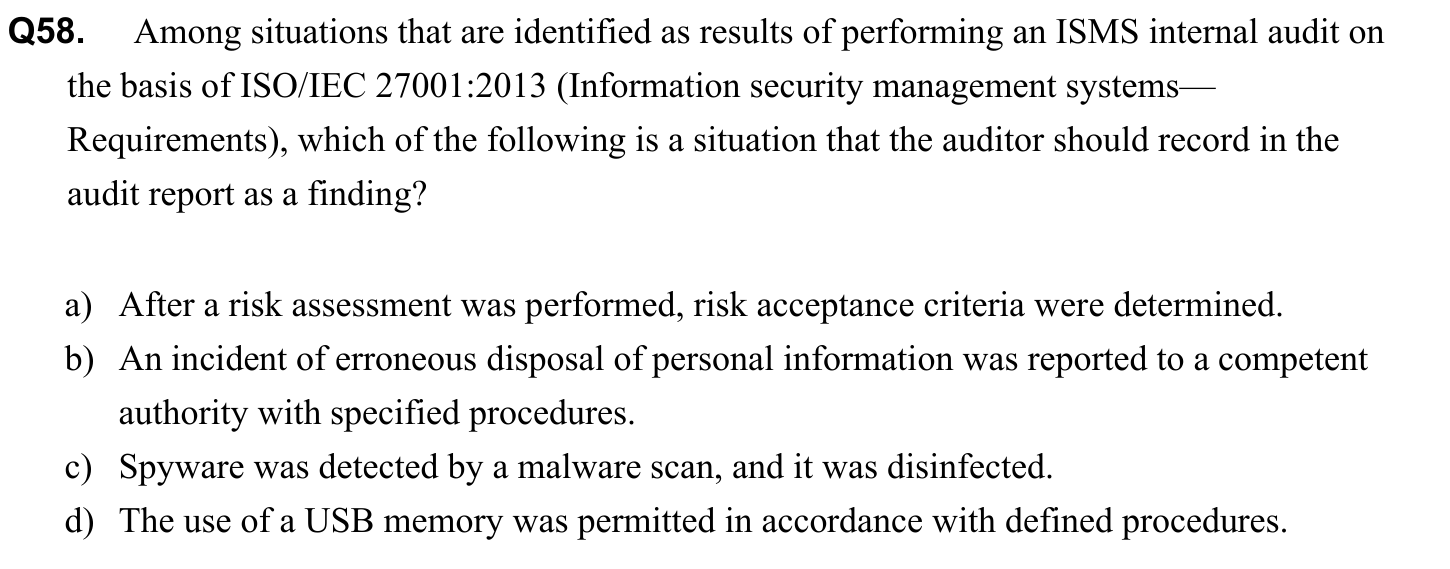 Q58. Among situations that are identified as results of performing an ISMS internal audit on
the basis of ISO/IEC 27001:2013 (Information security management systems—
Requirements), which of the following is a situation that the auditor should record in the
audit report as a finding?
a) After a risk assessment was performed, risk acceptance criteria were determined.
b) An incident of erroneous disposal of personal information was reported to a competent
authority with specified procedures.
c) Spyware was detected by a malware scan, and it was disinfected.
d) The use of a USB memory was permitted in accordance with defined procedures.